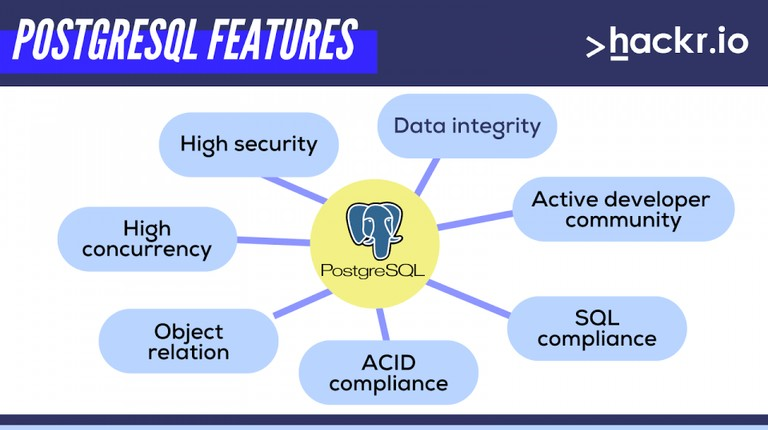 POSTGRESQL FEATURES
>hackr.io
High security
Data integrity
High
concurrency
Active developer
community
PostgreSQL
Object
relation
SQL
compliance
ACID
compliance